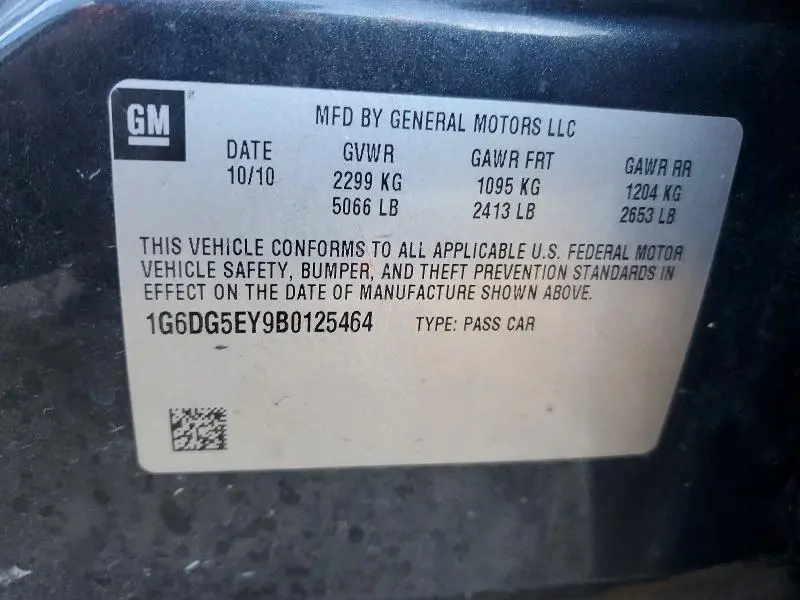 GM
MFD BY GENERAL MOTORS LLC
DATE GVWR GAWR FRT GAWR RR
10/10 2299 KG 1095 KG 1204 KG
5066 LB 2413 LB 2653 LB
THIS VEHICLE CONFORMS TO ALL APPLICABLE U.S. FEDERAL MOTOR
VEHICLE SAFETY, BUMPER, AND THEFT PREVENTION STANDARDS IN
EFFECT ON THE DATE OF MANUFACTURE SHOWN ABOVE.
1G6DG5EY9B0125464 TYPE: PASS CAR